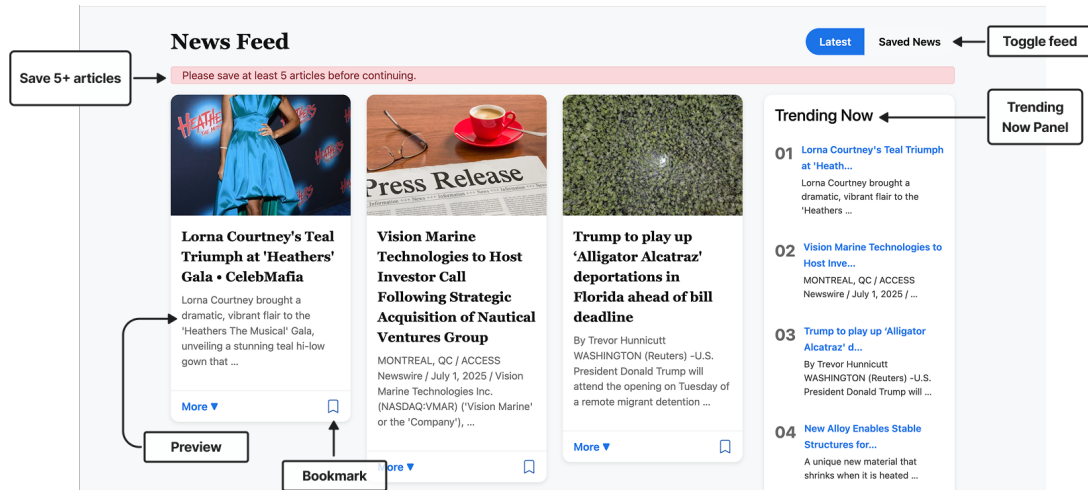 News Feed
Latest
Saved News
Toggle feed
Save 5+ articles
Please save at least 5 articles before continuing.
HEATHE
THE MU
Press Release
Lorna Courtney's Teal
Triumph at 'Heathers'
Gala • CelebMafia
Lorna Courtney brought a
dramatic, vibrant flair to the
'Heathers The Musical' Gala,
unveiling a stunning teal hi-low
gown that ...
More ▼
Preview
Bookmark
Vision Marine
Technologies to Host
Investor Call
Following Strategic
Acquisition of Nautical
Ventures Group
MONTREAL, QC / ACCESS
Newswire / July 1, 2025 / Vision
Marine Technologies Inc.
(NASDAQ:VMAR) ('Vision Marine'
or the 'Company'), ...
ore ▼
Trump to play up
‘Alligator Alcatraz'
deportations in
Florida ahead of bill
deadline
By Trevor Hunnicutt
WASHINGTON (Reuters) -U.S.
President Donald Trump will
attend the opening on Tuesday of
a remote migrant detention ...
More ▼
Trending Now
Trending
Now Panel
01 Lorna Courtney's Teal Triumph
at 'Heath...
Lorna Courtney brought a
dramatic, vibrant flair to the
'Heathers ...
02 Vision Marine Technologies to
Host Inve...
MONTREAL, QC / ACCESS
Newswire / July 1, 2025 / ...
03 Trump to play up ‘Alligator
Alcatraz' d...
By Trevor Hunnicutt
WASHINGTON (Reuters) -U.S.
President Donald Trump will ...
04 New Alloy Enables Stable
Structures for...
A unique new material that
shrinks when it is heated ...